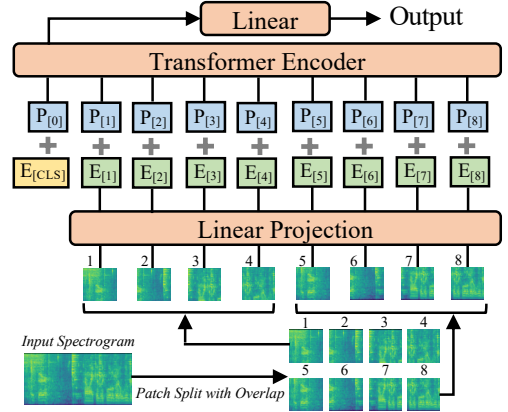 Linear
Output
Transformer Encoder
P[0] P[1] P[2] P[3] P[4] P[5] P[6] P[7] P[8]
+ + + + + + + + +
E[CLS] E[1] E[2] E[3] E[4] E[5] E[6] E[7] E[8]
Linear Projection
1 2 3 4 5 6 7 8
1 2 3 4
Input Spectrogram
5 6 7 8
Patch Split with Overlap